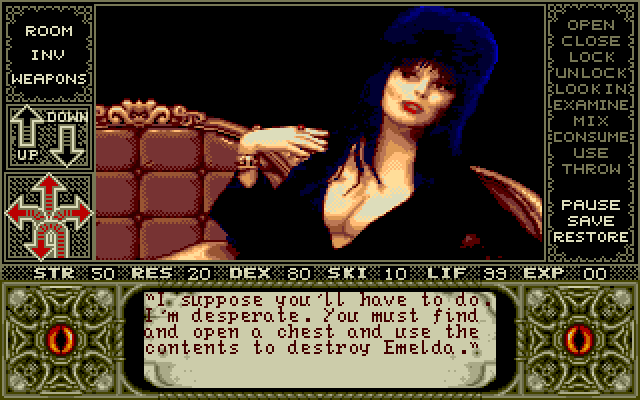 ROOM
INV
WEAPONS
UP
DOWN
OPEN
CLOSE
LOCK
UNLOCK
LOOK IN
EXAMINE
MIX
CONSUME
USE
THROW
PAUSE
SAVE
RESTORE
STR 50 RES 20 DEX 80 SKI 10 LIF 99 EXP 00
"I suppose you'll have to do.
I'm desperate. You must find
and open a chest and use the
contents to destroy Emelda."